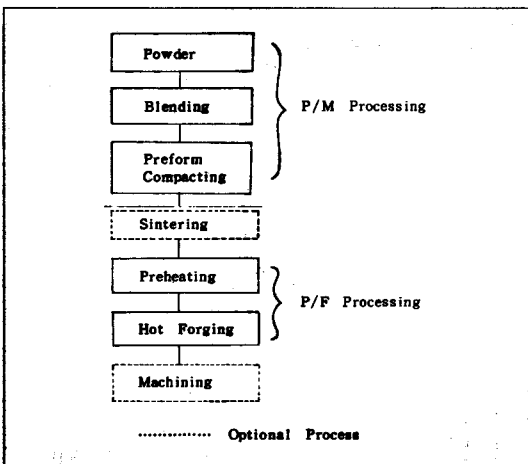 Powder
Blending
P/M Processing
Preform
Compacting
Sintering
Preheating
P/F Processing
Hot Forging
Machining
Optional Process